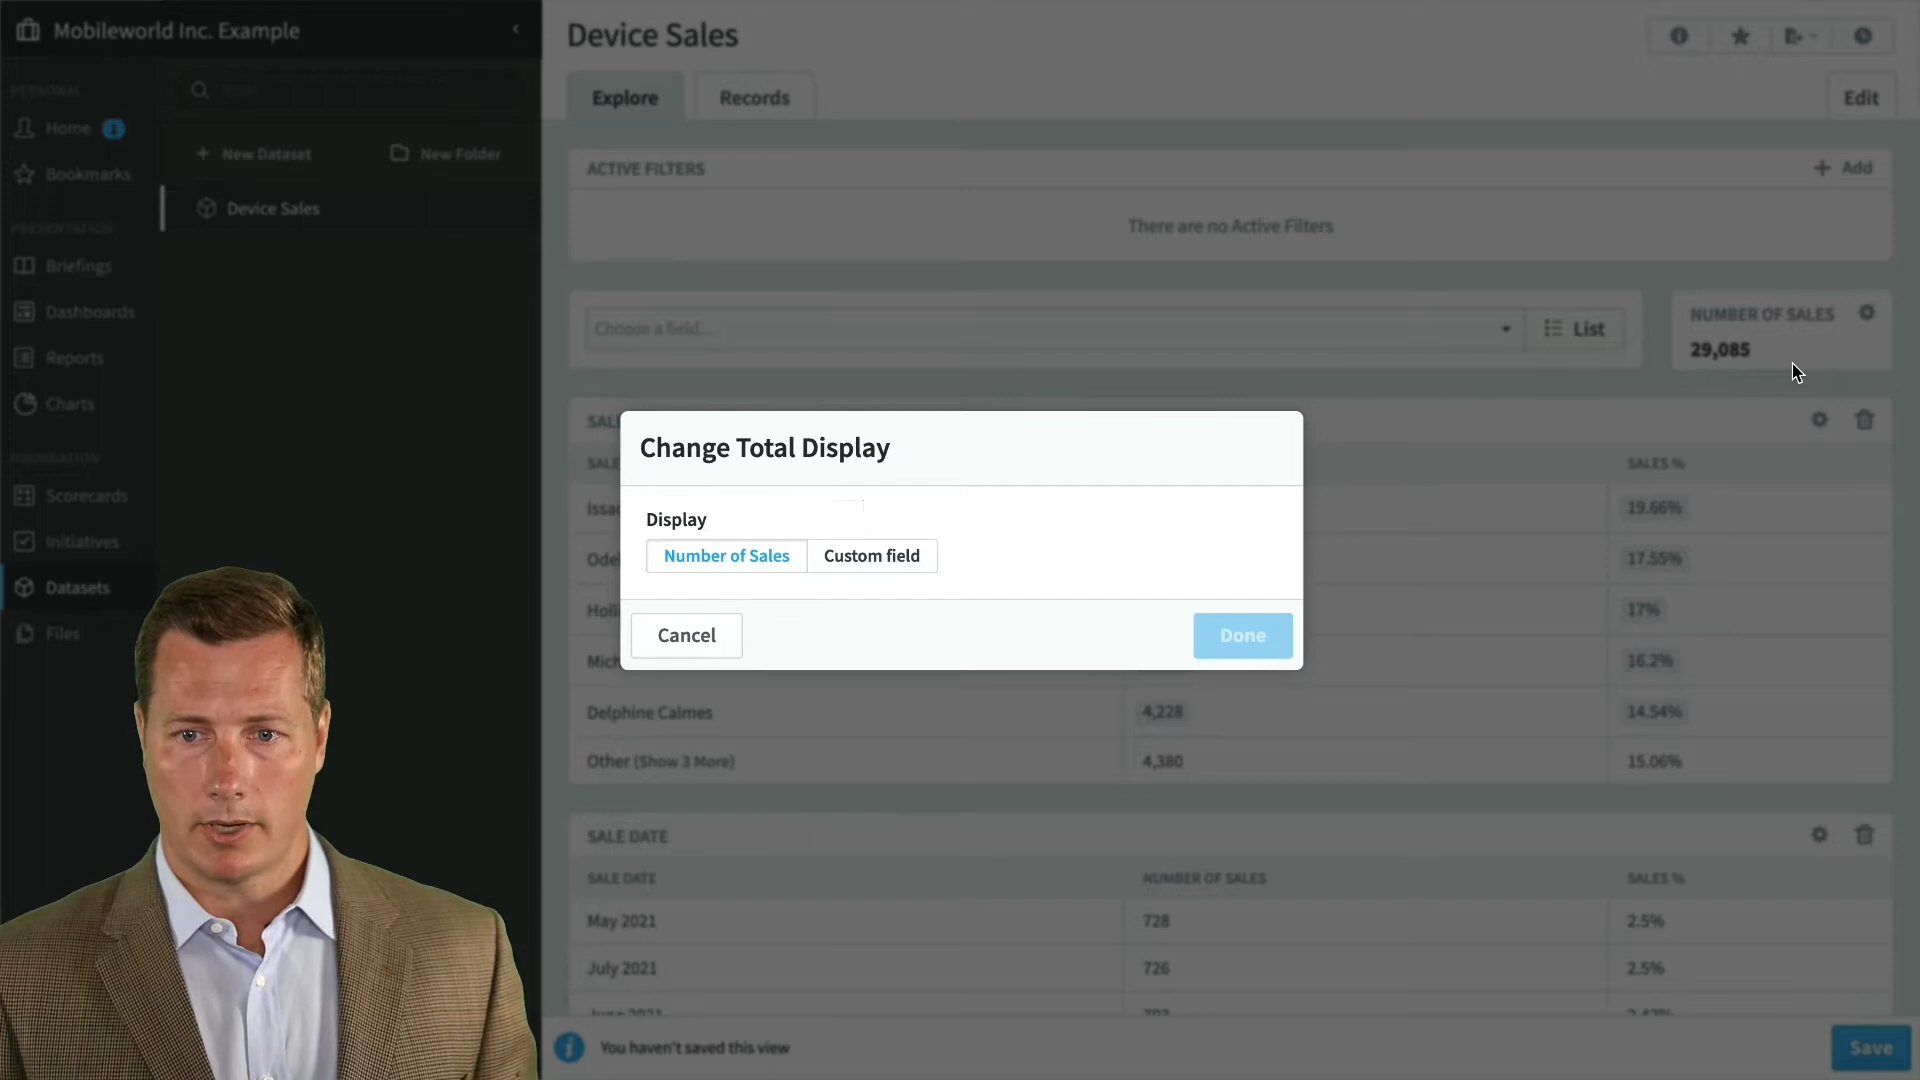 Mobileworld Inc. Example
PERSONAL
Home 1
Bookmarks
PRESENTATION
Briefings
Dashboards
Reports
Charts
FOUNDATION
Scorecards
Initiatives
Datasets
Files
New Dataset
New Folder
Device Sales
Device Sales
Explore
Records
Edit
ACTIVE FILTERS
Add
There are no Active Filters
Choose a field...
List
NUMBER OF SALES
29,085
SALES %
19.66%
17.55%
17%
16.2%
Delphine Calmes 4,228 14.54%
Other (Show 3 More) 4,380 15.06%
Change Total Display
Display
Number of Sales
Custom field
Cancel
Done
SALE DATE
SALE DATE NUMBER OF SALES SALES %
May 2021 728 2.5%
July 2021 726 2.5%
You haven't saved this view
Save